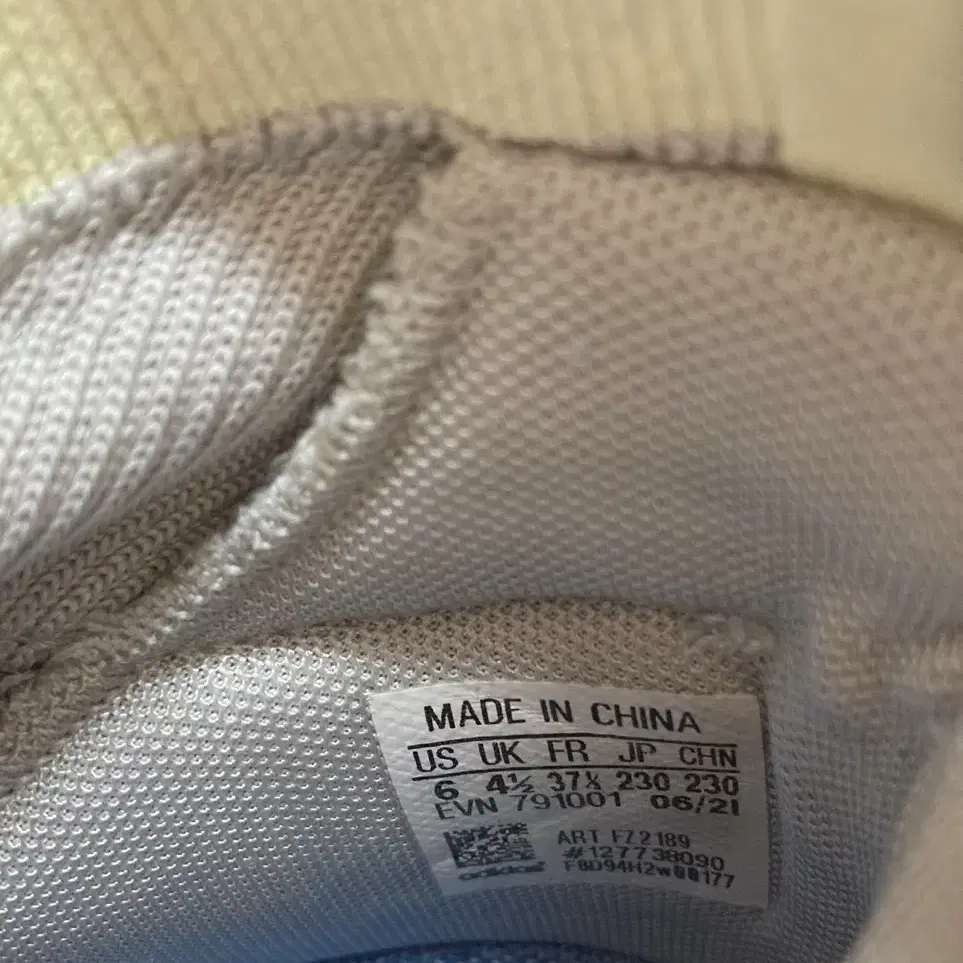 MADE IN CHINA
US UK FR JP CHN
6 4½ 37⅓ 230 230
EVN 791001 06/21
ART FZ2189
#127738090
adidas